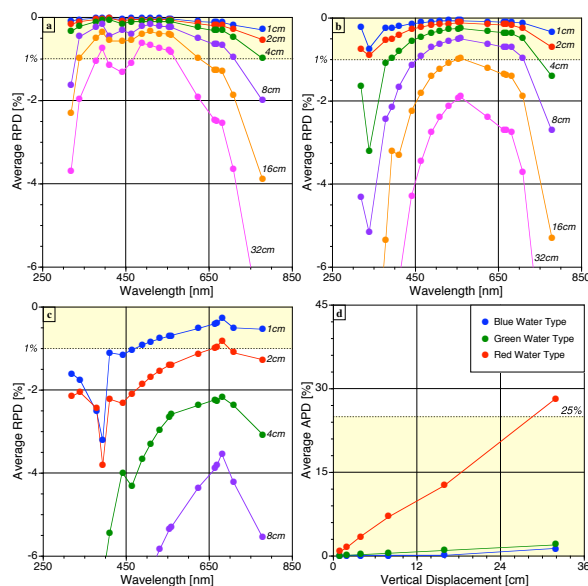 a
0
1%
-2
-4
-6
Average RPD [%]
250
450
650
850
Wavelength [nm]
1cm
2cm
4cm
8cm
16cm
32cm
b
0
1%
-2
-4
-6
Average RPD [%]
250
450
650
850
Wavelength [nm]
1cm
2cm
4cm
8cm
16cm
32cm
c
0
1%
-2
-4
-6
Average RPD [%]
250
450
650
850
Wavelength [nm]
1cm
2cm
4cm
8cm
d
45
30
15
0
Average APD [%]
Blue Water Type
Green Water Type
Red Water Type
25%
0
12
24
Vertical Displacement [cm]